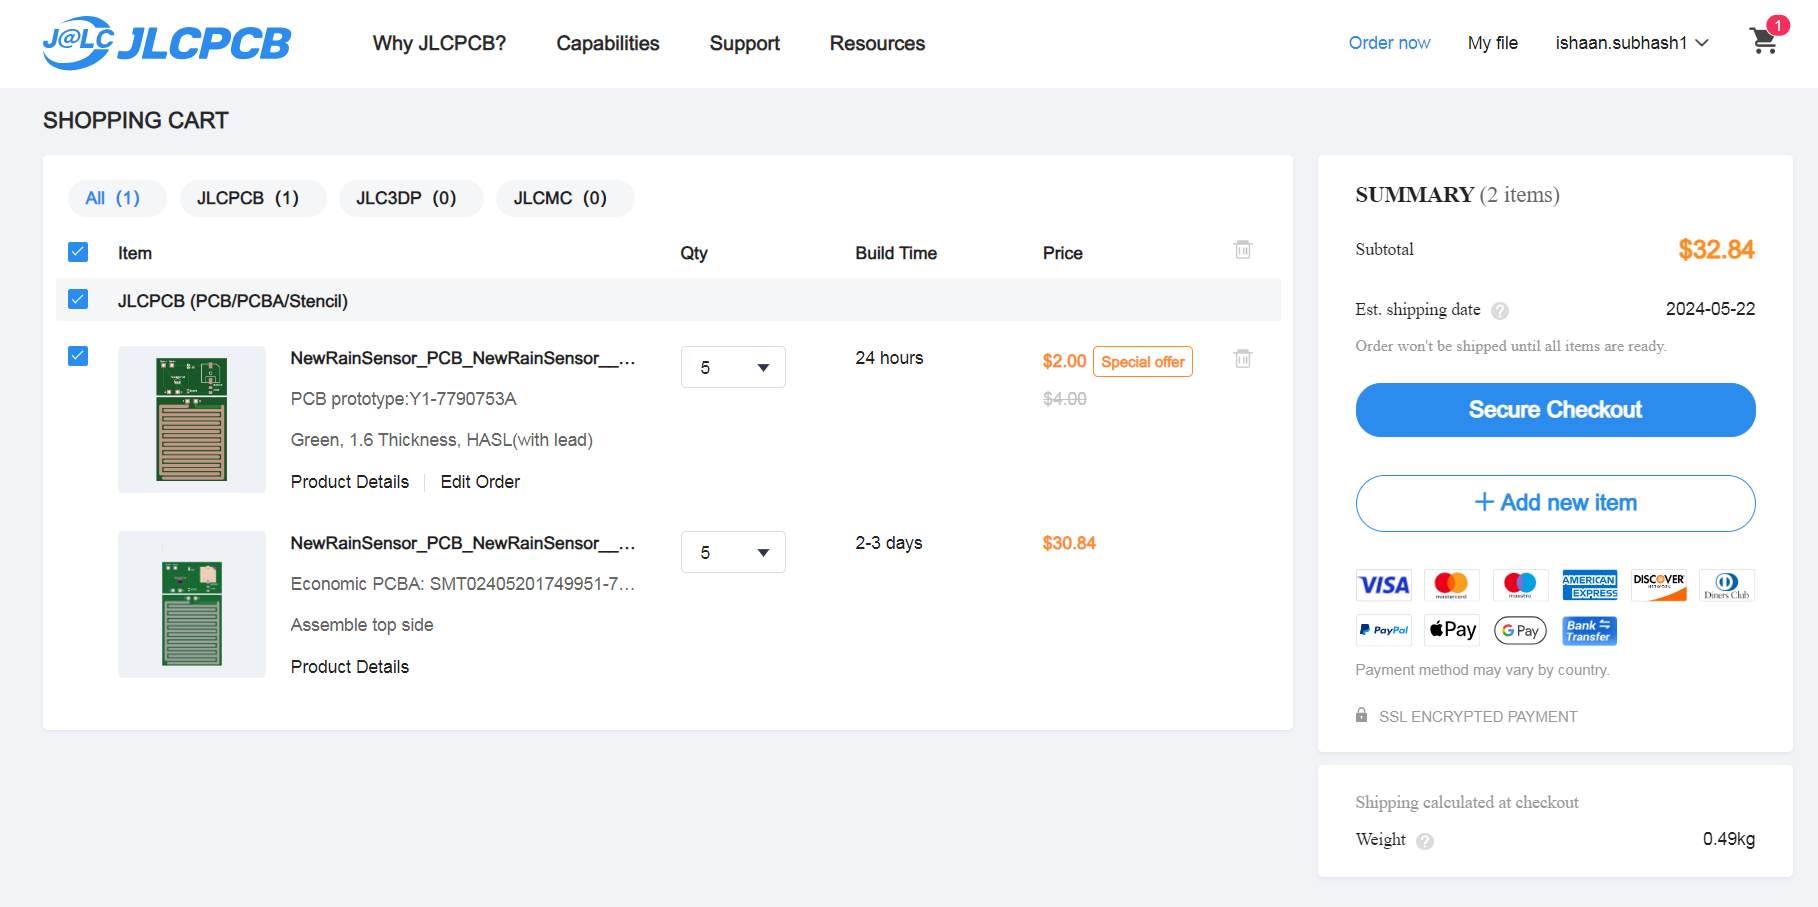 J@LC JLCPCB
Why JLCPCB?
Capabilities
Support
Resources
Order now
My file
ishaan.subhash1
1
SHOPPING CART
All (1)
JLCPCB (1)
JLC3DP (0)
JLCMC (0)
Item
Qty
Build Time
Price
JLCPCB (PCB/PCBA/Stencil)
NewRainSensor_PCB_NewRainSensor__...
5
24 hours
$2.00
Special offer
$4.00
PCB prototype:Y1-7790753A
Green, 1.6 Thickness, HASL(with lead)
Product Details
Edit Order
NewRainSensor_PCB_NewRainSensor__...
5
2-3 days
$30.84
Economic PCBA: SMT02405201749951-7...
Assemble top side
Product Details
SUMMARY (2 items)
Subtotal
$32.84
Est. shipping date ?
2024-05-22
Order won't be shipped until all items are ready.
Secure Checkout
+ Add new item
VISA
mastercard
maestro
AMERICAN EXPRESS
DISCOVER NETWORK
Diners Club
PayPal
Pay
G Pay
Bank Transfer
Payment method may vary by country.
SSL ENCRYPTED PAYMENT
Shipping calculated at checkout
Weight ?
0.49kg